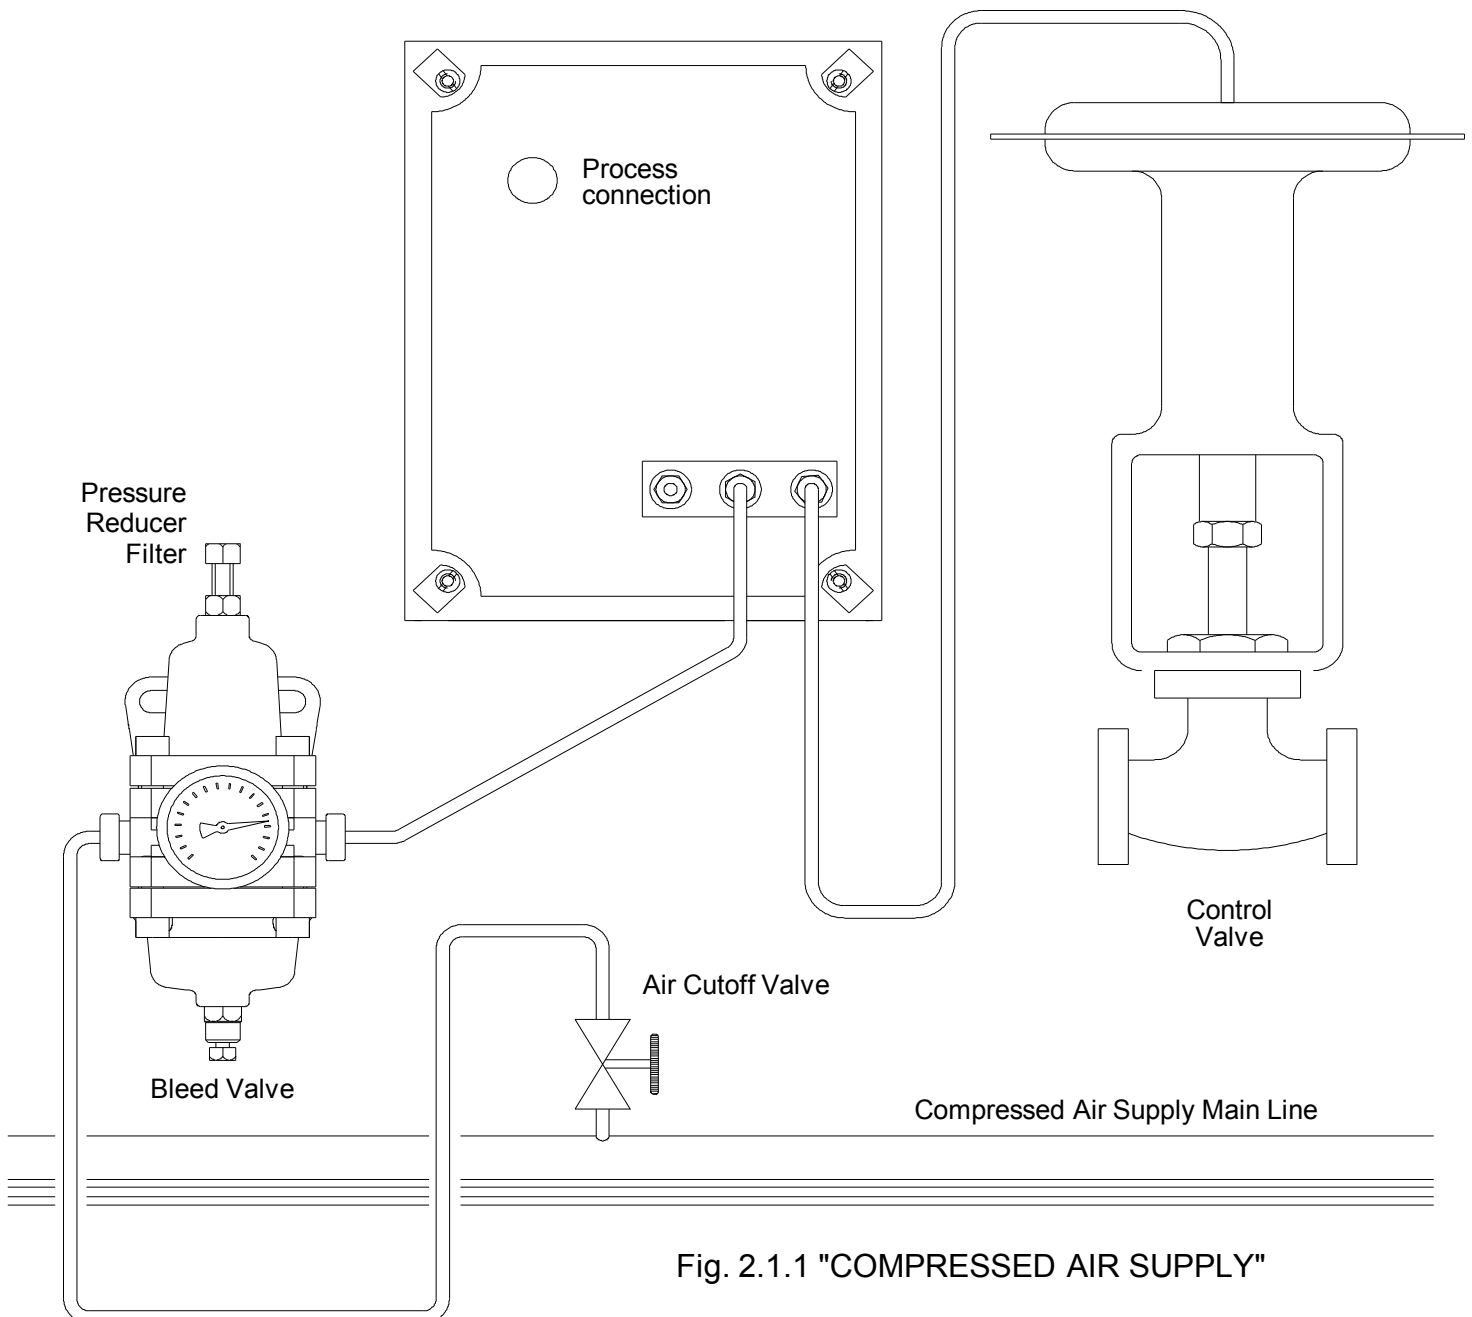 Process
connection
Pressure
Reducer
Filter
Control
Valve
Air Cutoff Valve
Bleed Valve
Compressed Air Supply Main Line
Fig. 2.1.1 "COMPRESSED AIR SUPPLY"